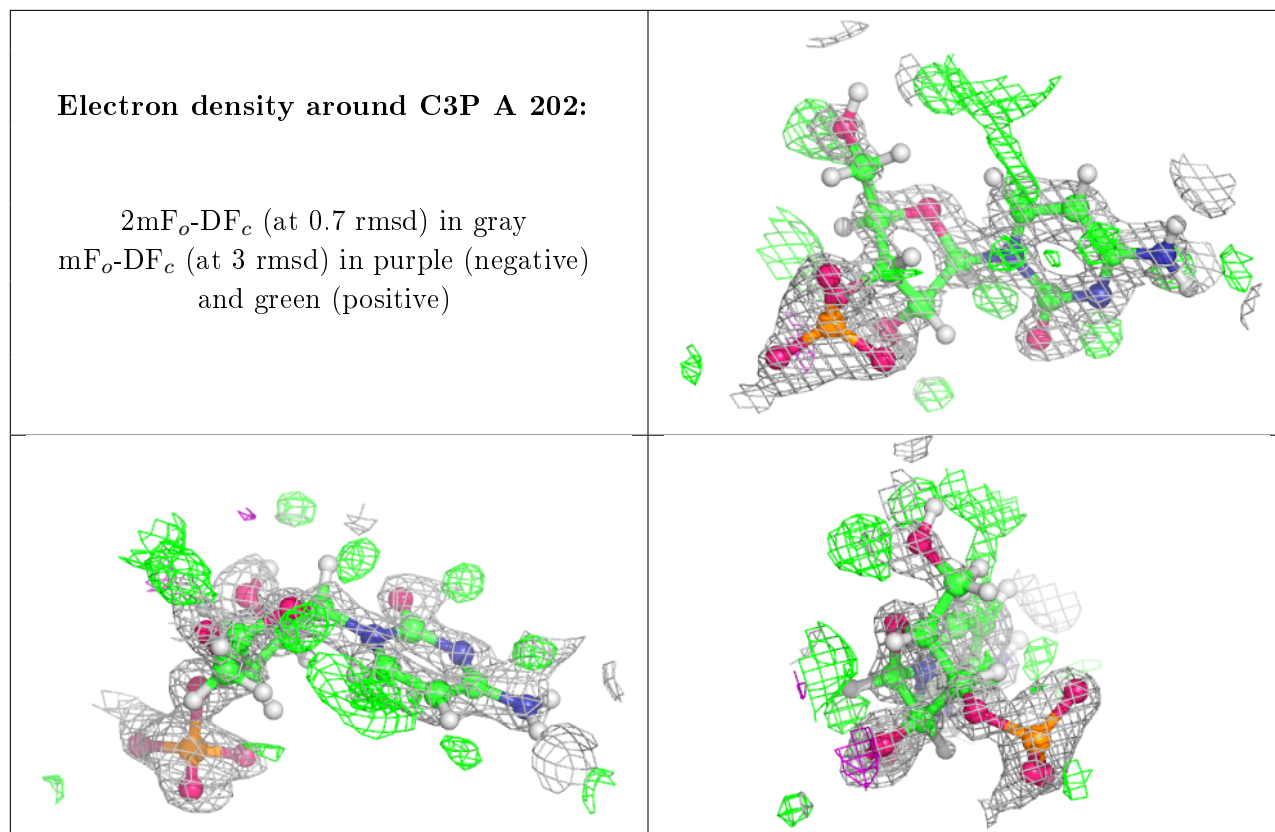 Electron density around C3P A 202:
2mFo-DFc (at 0.7 rmsd) in gray
mFo-DFc (at 3 rmsd) in purple (negative)
and green (positive)